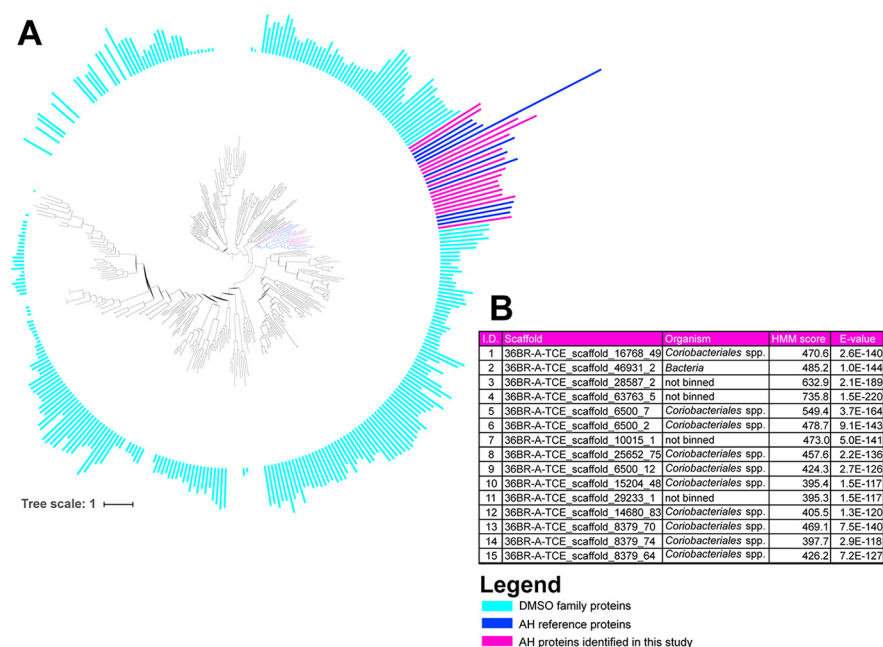 A
Tree scale: 1
B
I.D. Scaffold Organism HMM score E-value
1 36BR-A-TCE_scaffold_16768_49 Coriobacteriales spp. 470.6 2.6E-140
2 36BR-A-TCE_scaffold_46931_2 Bacteria 485.2 1.0E-144
3 36BR-A-TCE_scaffold_28587_2 not binned 632.9 2.1E-189
4 36BR-A-TCE_scaffold_63763_5 not binned 735.8 1.5E-220
5 36BR-A-TCE_scaffold_6500_7 Coriobacteriales spp. 549.4 3.7E-164
6 36BR-A-TCE_scaffold_6500_2 Coriobacteriales spp. 478.7 9.1E-143
7 36BR-A-TCE_scaffold_10015_1 not binned 473.0 5.0E-141
8 36BR-A-TCE_scaffold_25652_75 Coriobacteriales spp. 457.6 2.2E-136
9 36BR-A-TCE_scaffold_6500_12 Coriobacteriales spp. 424.3 2.7E-126
10 36BR-A-TCE_scaffold_15204_48 Coriobacteriales spp. 395.4 1.5E-117
11 36BR-A-TCE_scaffold_29233_1 not binned 395.3 1.5E-117
12 36BR-A-TCE_scaffold_14680_83 Coriobacteriales spp. 405.5 1.3E-120
13 36BR-A-TCE_scaffold_8379_70 Coriobacteriales spp. 469.1 7.5E-140
14 36BR-A-TCE_scaffold_8379_74 Coriobacteriales spp. 397.7 2.9E-118
15 36BR-A-TCE_scaffold_8379_64 Coriobacteriales spp. 426.2 7.2E-127
Legend
DMSO family proteins
AH reference proteins
AH proteins identified in this study